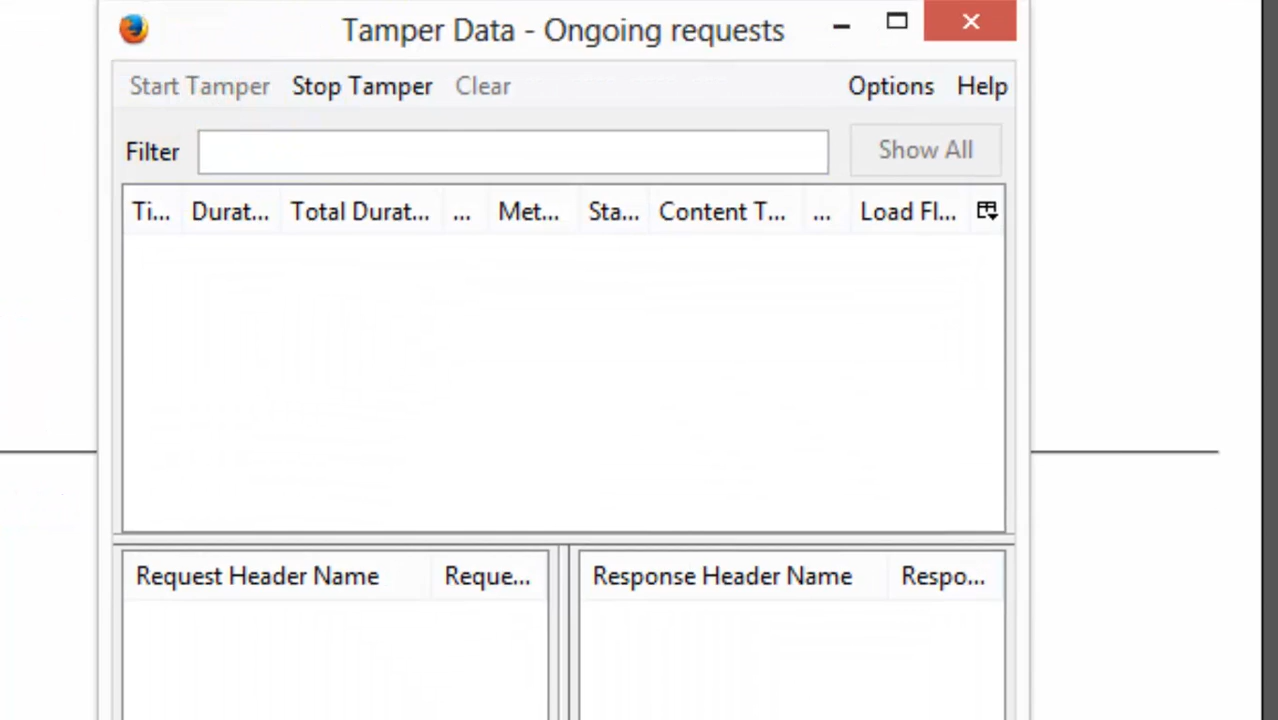 Tamper Data - Ongoing requests
Start Tamper Stop Tamper Clear Options Help
Filter Show All
Ti... Durat... Total Durat... ... Met... Sta... Content T... ... Load Fl...
Request Header Name Reque... Response Header Name Respo...